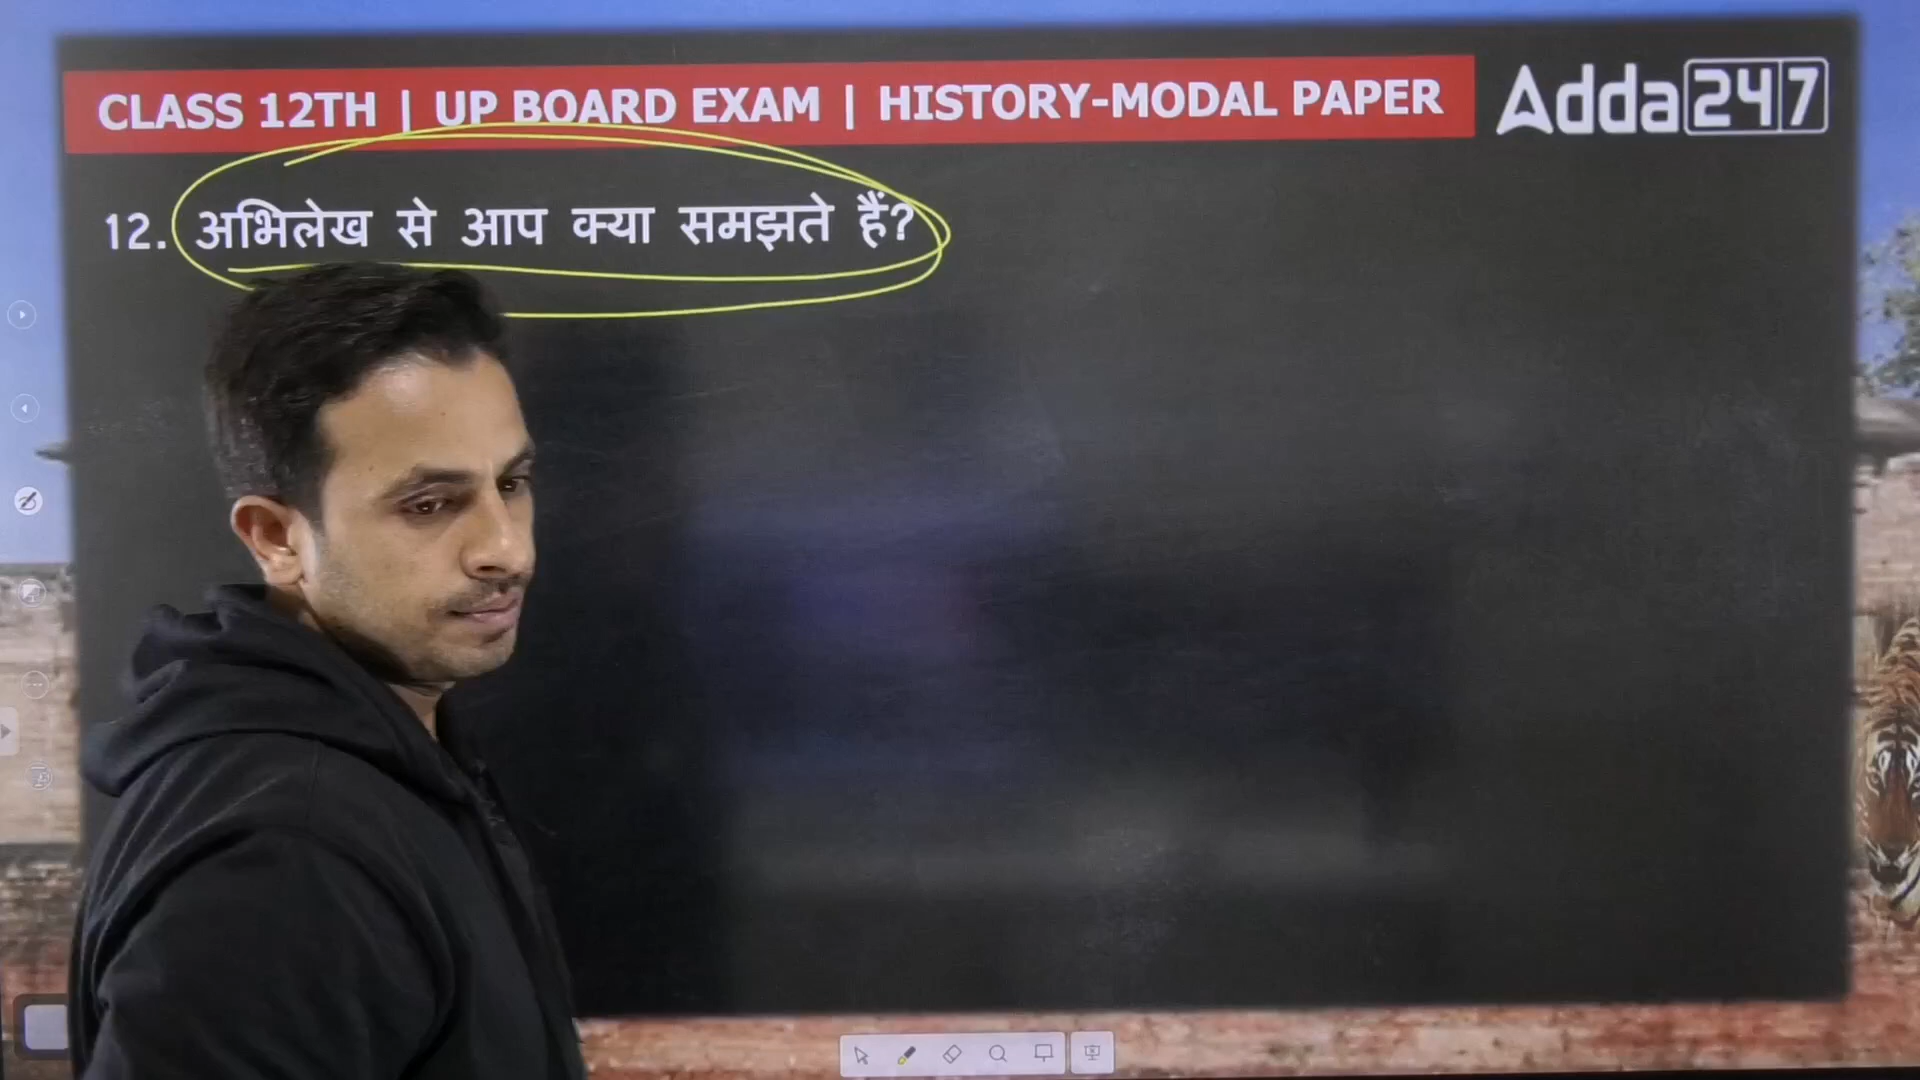 CLASS 12TH | UP BOARD EXAM | HISTORY-MODAL PAPER
Adda247
12. अभिलेख से आप क्या समझते हैं?